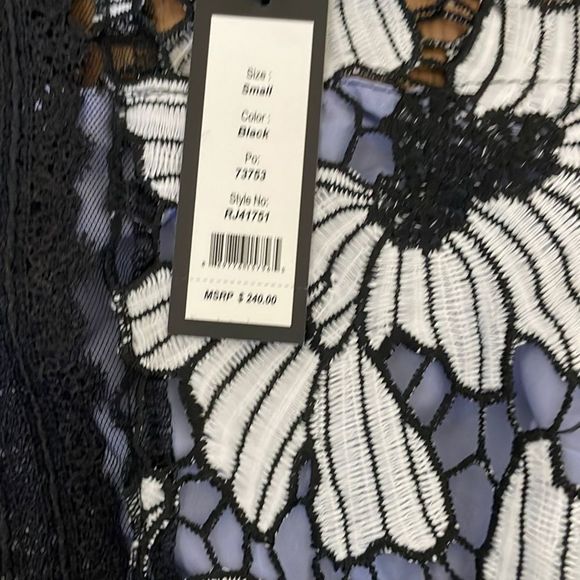 Size :
Small
Color :
Black
Po:
73753
Style No:
RJ41751
MSRP $ 240.00